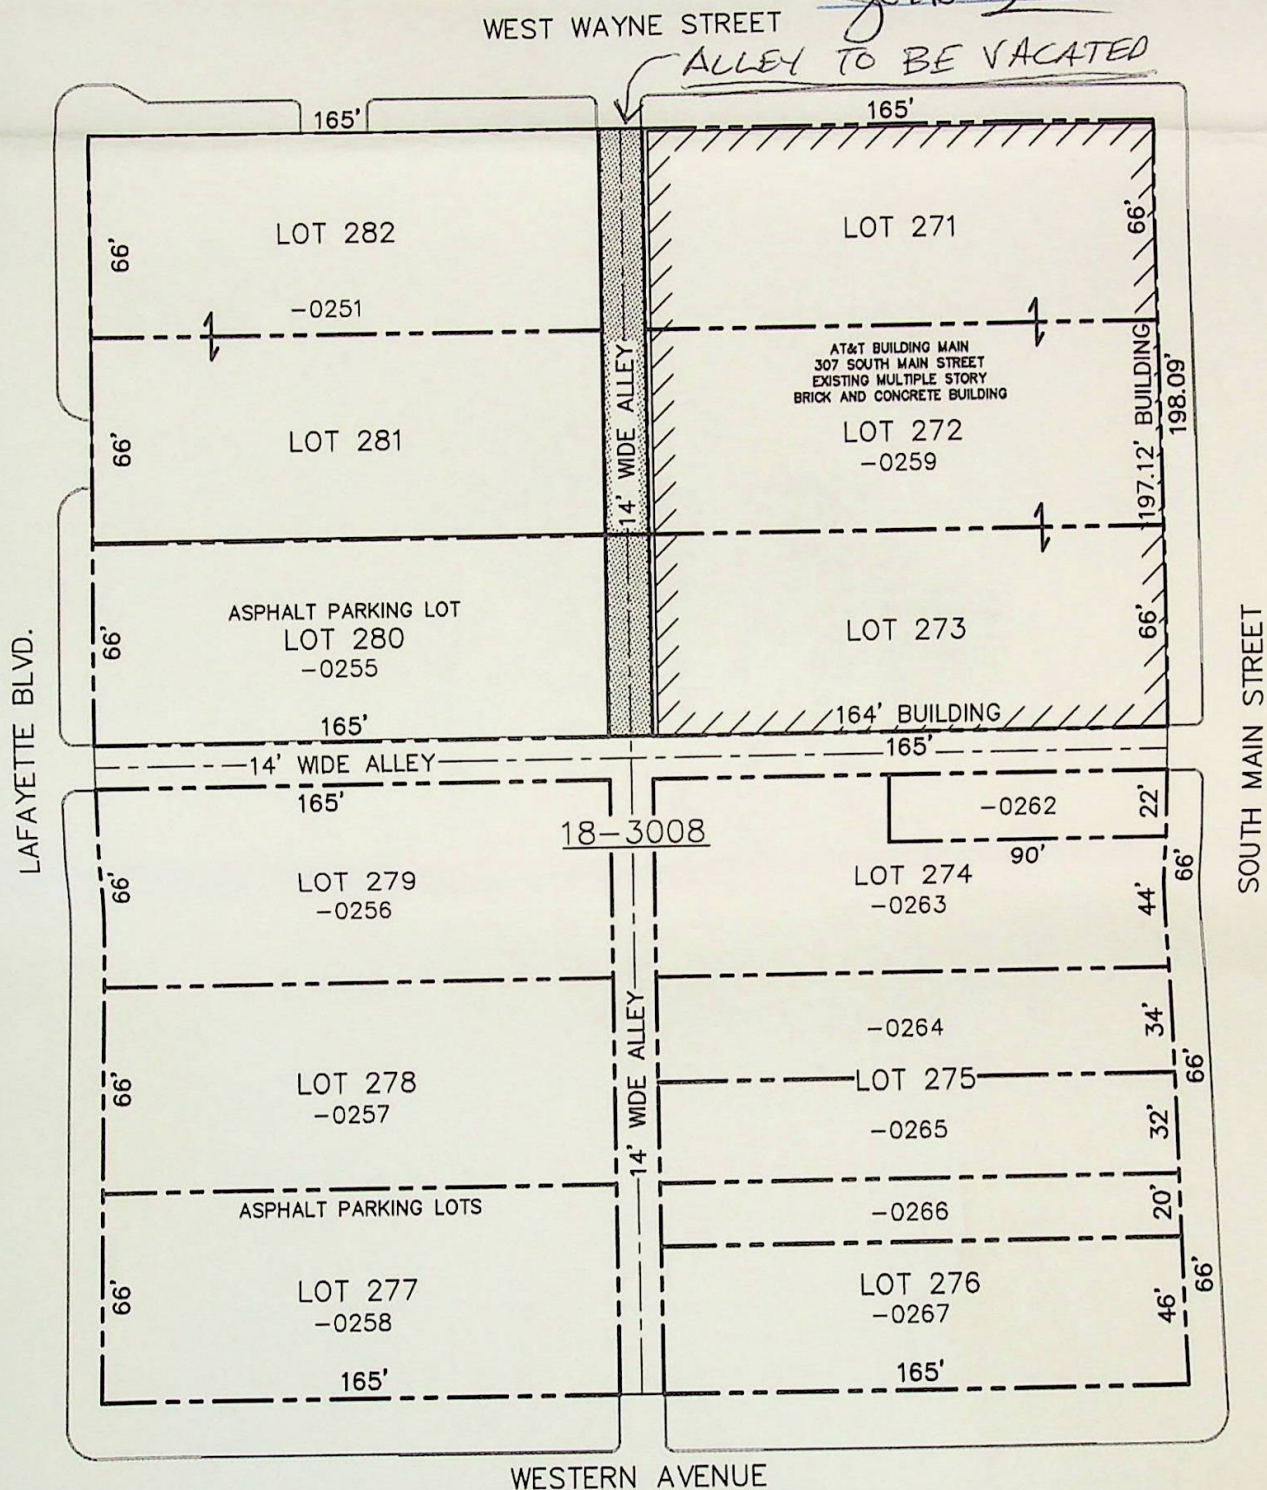 WEST WAYNE STREET
ALLEY TO BE VACATED
165'
165'
LOT 282
66'
-0251
LOT 271
66'
LOT 281
66'
14' WIDE ALLEY
AT&T BUILDING MAIN
307 SOUTH MAIN STREET
EXISTING MULTIPLE STORY
BRICK AND CONCRETE BUILDING
LOT 272
-0259
197.12' BUILDING
198.09'
ASPHALT PARKING LOT
LOT 280
-0255
66'
165'
LOT 273
66'
164' BUILDING
LAFAYETTE BLVD.
SOUTH MAIN STREET
14' WIDE ALLEY
165'
165'
18-3008
LOT 279
-0256
66'
-0262
22'
90'
66'
LOT 274
-0263
44'
LOT 278
-0257
66'
14' WIDE ALLEY
-0264
34'
LOT 275
66'
-0265
32'
ASPHALT PARKING LOTS
-0266
20'
LOT 277
-0258
66'
165'
LOT 276
-0267
46'
66'
165'
WESTERN AVENUE